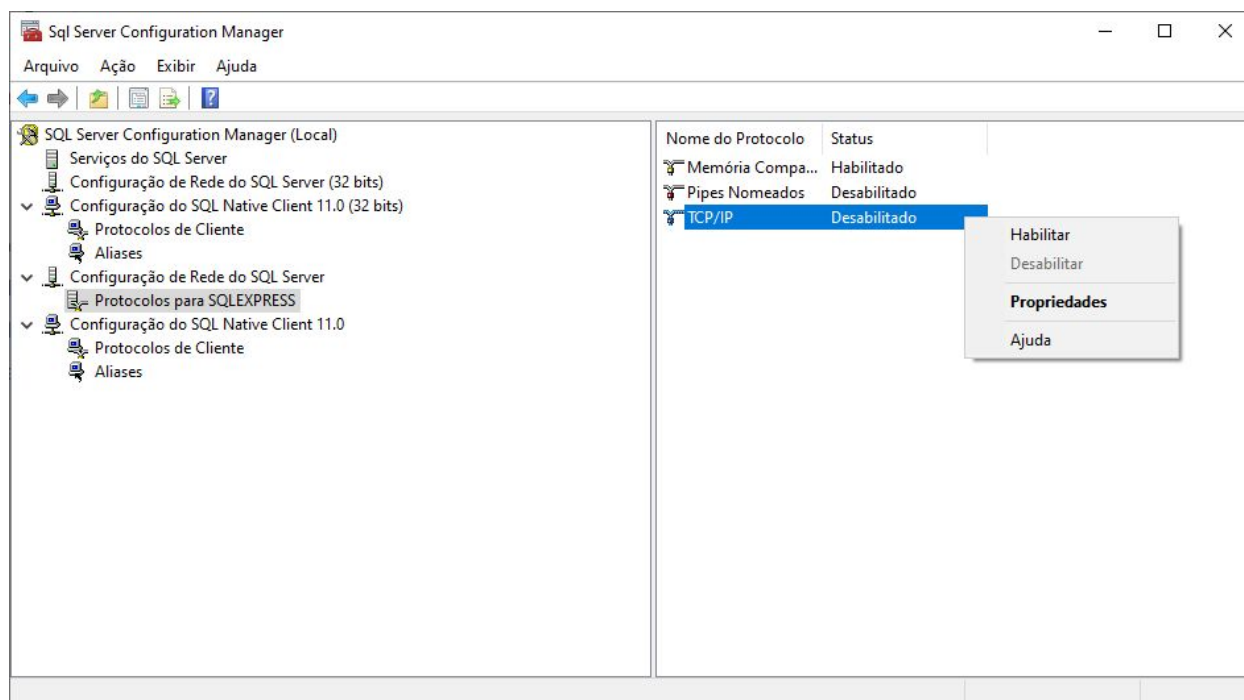 Sql Server Configuration Manager
Arquivo Ação Exibir Ajuda
SQL Server Configuration Manager (Local)
Serviços do SQL Server
Configuração de Rede do SQL Server (32 bits)
Configuração do SQL Native Client 11.0 (32 bits)
Protocolos de Cliente
Aliases
Configuração de Rede do SQL Server
Protocolos para SQLEXPRESS
Configuração do SQL Native Client 11.0
Protocolos de Cliente
Aliases
Nome do Protocolo Status
Memória Compa... Habilitado
Pipes Nomeados Desabilitado
TCP/IP Desabilitado
Habilitar
Desabilitar
Propriedades
Ajuda